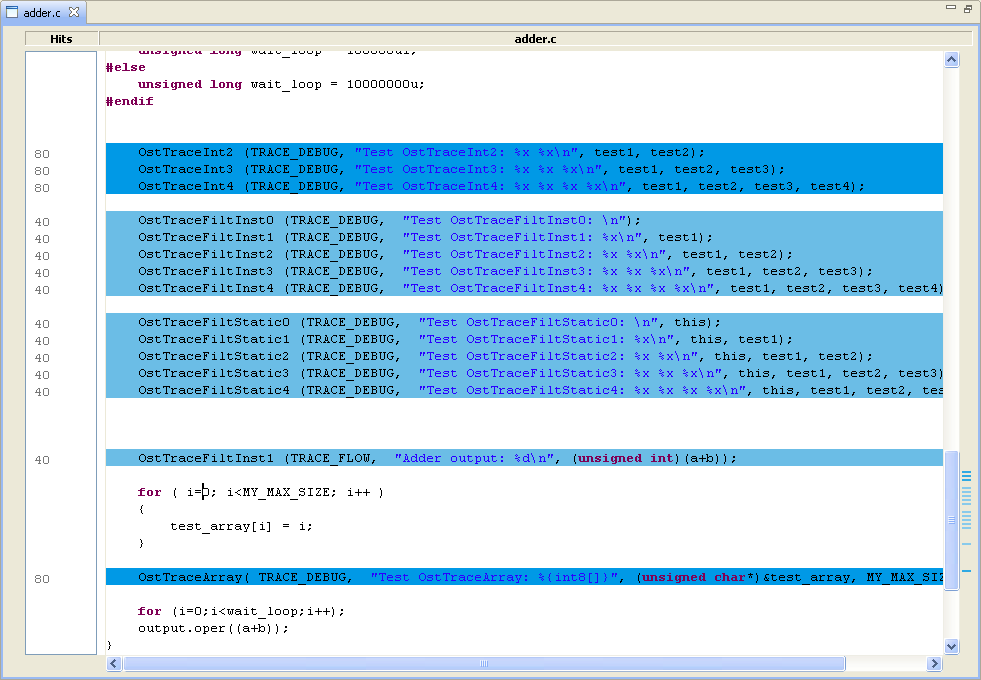 adder.c
Hits adder.c
unsigned long wait_loop = 1000000ul;
#else
unsigned long wait_loop = 10000000u;
#endif
80 OstTraceInt2 (TRACE_DEBUG, "Test OstTraceInt2: %x %x\n", test1, test2);
80 OstTraceInt3 (TRACE_DEBUG, "Test OstTraceInt3: %x %x %x\n", test1, test2, test3);
80 OstTraceInt4 (TRACE_DEBUG, "Test OstTraceInt4: %x %x %x %x\n", test1, test2, test3, test4);
40 OstTraceFiltInst0 (TRACE_DEBUG, "Test OstTraceFiltInst0: \n");
40 OstTraceFiltInst1 (TRACE_DEBUG, "Test OstTraceFiltInst1: %x\n", test1);
40 OstTraceFiltInst2 (TRACE_DEBUG, "Test OstTraceFiltInst2: %x %x\n", test1, test2);
40 OstTraceFiltInst3 (TRACE_DEBUG, "Test OstTraceFiltInst3: %x %x %x\n", test1, test2, test3);
40 OstTraceFiltInst4 (TRACE_DEBUG, "Test OstTraceFiltInst4: %x %x %x %x\n", test1, test2, test3, test4)
40 OstTraceFiltStatic0 (TRACE_DEBUG, "Test OstTraceFiltStatic0: \n", this);
40 OstTraceFiltStatic1 (TRACE_DEBUG, "Test OstTraceFiltStatic1: %x\n", this, test1);
40 OstTraceFiltStatic2 (TRACE_DEBUG, "Test OstTraceFiltStatic2: %x %x\n", this, test1, test2);
40 OstTraceFiltStatic3 (TRACE_DEBUG, "Test OstTraceFiltStatic3: %x %x %x\n", this, test1, test2, test3)
40 OstTraceFiltStatic4 (TRACE_DEBUG, "Test OstTraceFiltStatic4: %x %x %x %x\n", this, test1, test2, tes
40 OstTraceFiltInst1 (TRACE_FLOW, "Adder output: %d\n", (unsigned int)(a+b));
for ( i=0; i<MY_MAX_SIZE; i++ )
{
test_array[i] = i;
}
80 OstTraceArray( TRACE_DEBUG, "Test OstTraceArray: %{int8[]}", (unsigned char*)&test_array, MY_MAX_SIZ
for (i=0;i<wait_loop;i++);
output.oper((a+b));
}